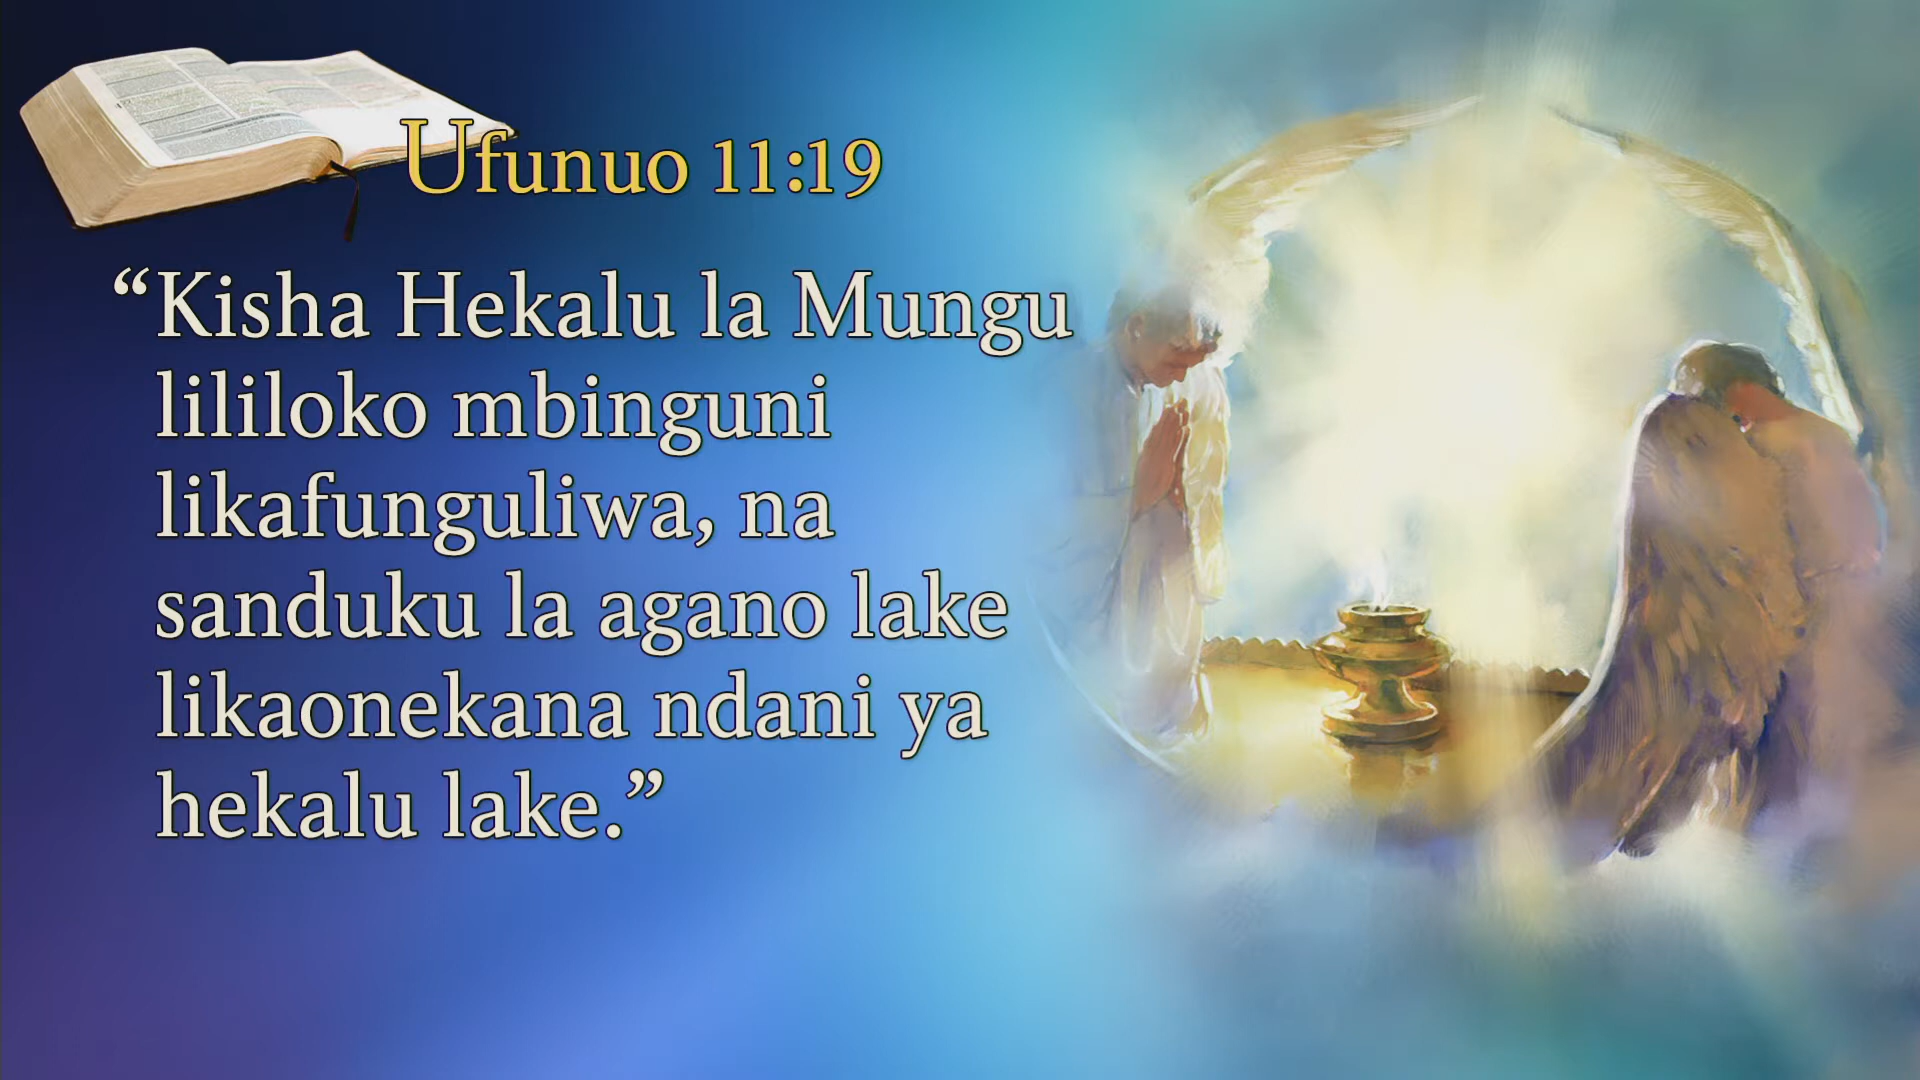 Ufunuo 11:19
“Kisha Hekalu la Mungu
lililoko mbinguni
likafunguliwa, na
sanduku la agano lake
likaonekana ndani ya
hekalu lake.”